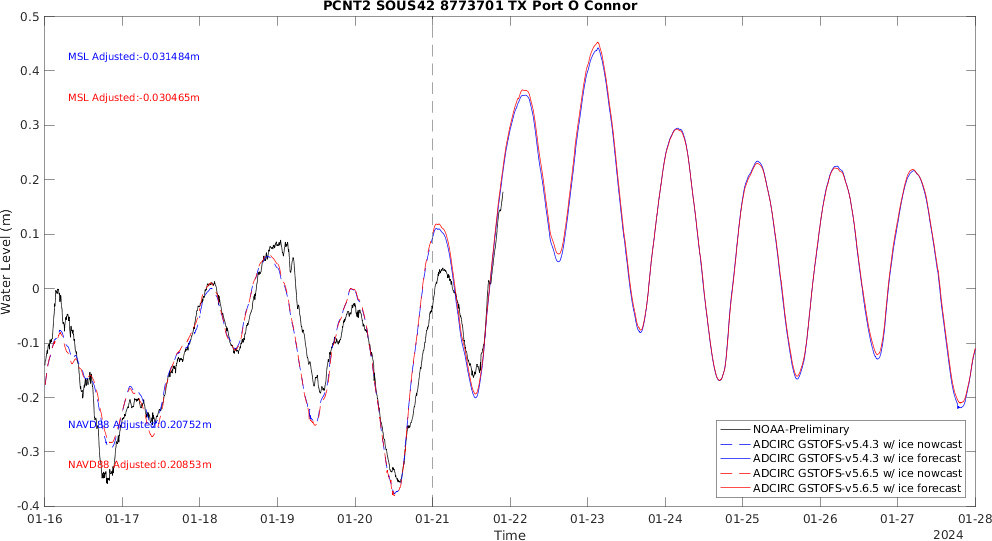 PCNT2 SOUS42 8773701 TX Port O Connor
0.5
MSL Adjusted:-0.031484m
0.4
MSL Adjusted:-0.030465m
0.3
0.2
0.1
Water Level (m)
0
-0.1
-0.2
NAVD88 Adjusted:0.20752m
NOAA-Preliminary
ADCIRC GSTOFS-v5.4.3 w/ ice nowcast
-0.3
ADCIRC GSTOFS-v5.4.3 w/ ice forecast
NAVD88 Adjusted:0.20853m
ADCIRC GSTOFS-v5.6.5 w/ ice nowcast
ADCIRC GSTOFS-v5.6.5 w/ ice forecast
-0.4
01-16 01-17 01-18 01-19 01-20 01-21 01-22 01-23 01-24 01-25 01-26 01-27 01-28
Time
2024